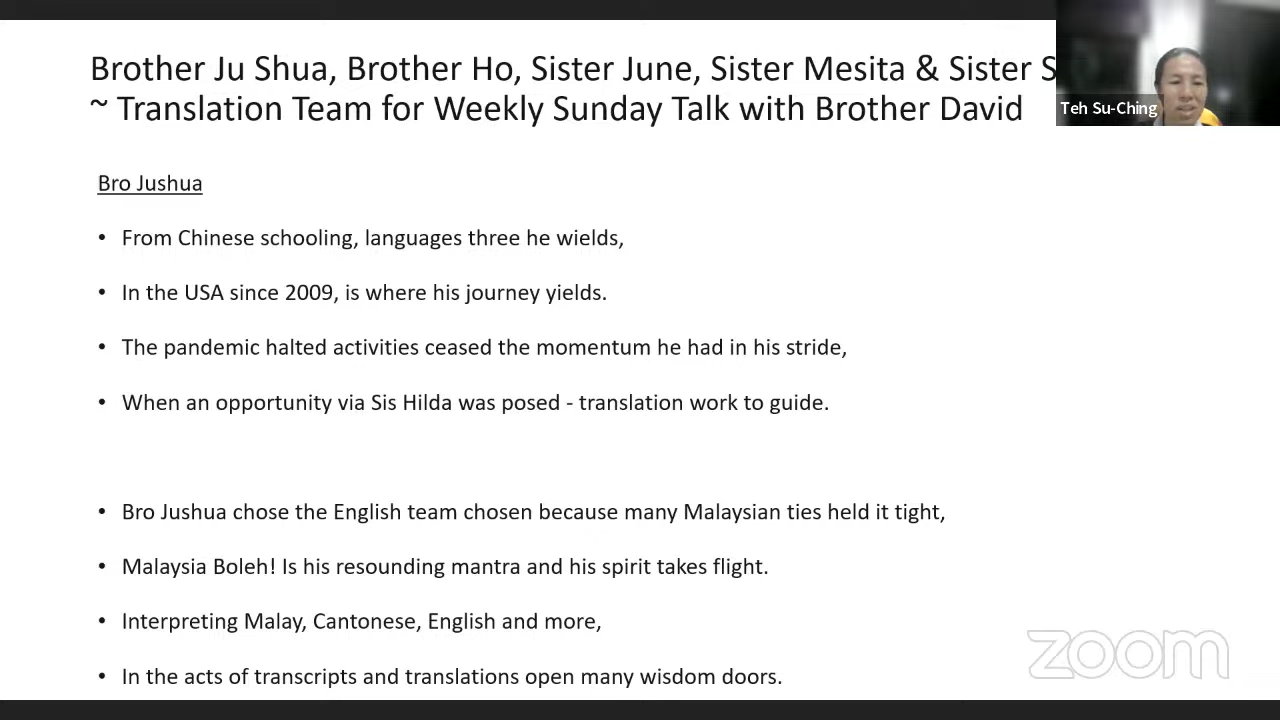 Brother Ju Shua, Brother Ho, Sister June, Sister Mesita & Sister S
~ Translation Team for Weekly Sunday Talk with Brother David
Teh Su-Ching
Bro Jushua
• From Chinese schooling, languages three he wields,
• In the USA since 2009, is where his journey yields.
• The pandemic halted activities ceased the momentum he had in his stride,
• When an opportunity via Sis Hilda was posed - translation work to guide.
• Bro Jushua chose the English team chosen because many Malaysian ties held it tight,
• Malaysia Boleh! Is his resounding mantra and his spirit takes flight.
• Interpreting Malay, Cantonese, English and more,
• In the acts of transcripts and translations open many wisdom doors.
zoom